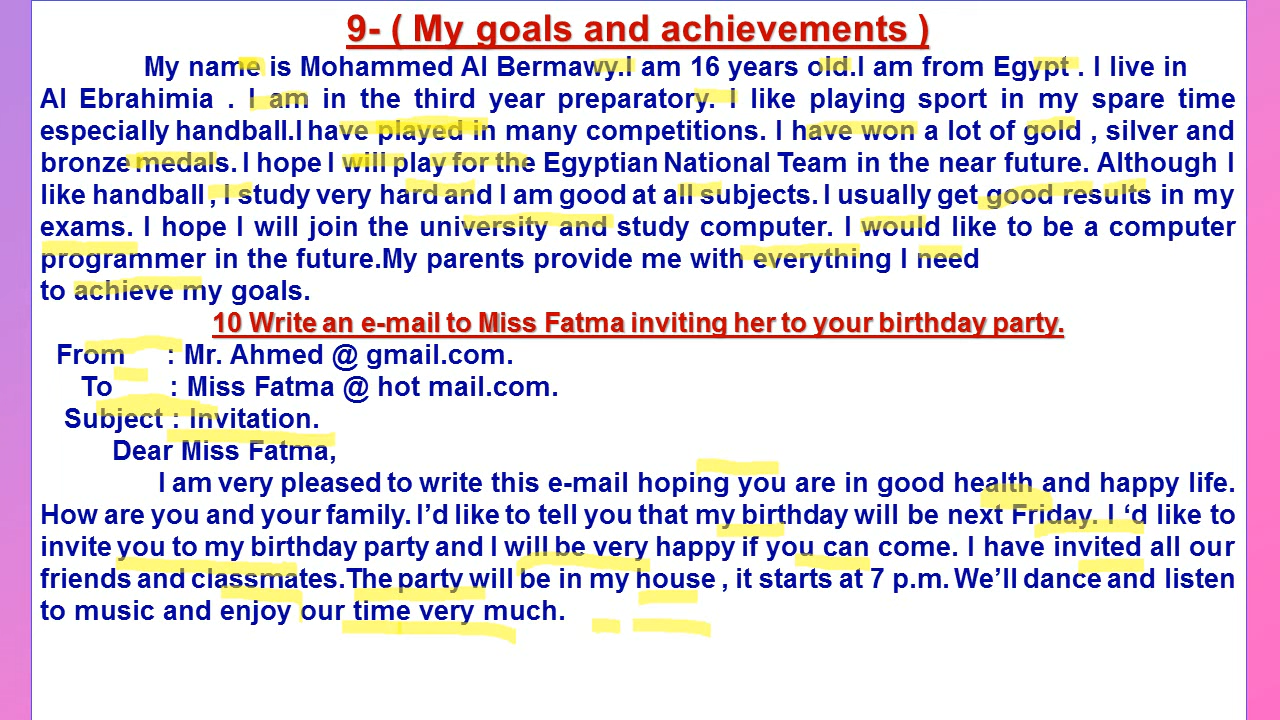 9- ( My goals and achievements )
My name is Mohammed Al Bermawy.I am 16 years old.I am from Egypt . I live in
Al Ebrahimia . I am in the third year preparatory. I like playing sport in my spare time
especially handball.I have played in many competitions. I have won a lot of gold , silver and
bronze medals. I hope I will play for the Egyptian National Team in the near future. Although I
like handball , I study very hard and I am good at all subjects. I usually get good results in my
exams. I hope I will join the university and study computer. I would like to be a computer
programmer in the future.My parents provide me with everything I need
to achieve my goals.
10 Write an e-mail to Miss Fatma inviting her to your birthday party.
From : Mr. Ahmed @ gmail.com.
To : Miss Fatma @ hot mail.com.
Subject : Invitation.
Dear Miss Fatma,
I am very pleased to write this e-mail hoping you are in good health and happy life.
How are you and your family. I’d like to tell you that my birthday will be next Friday. I ‘d like to
invite you to my birthday party and I will be very happy if you can come. I have invited all our
friends and classmates.The party will be in my house , it starts at 7 p.m. We’ll dance and listen
to music and enjoy our time very much.